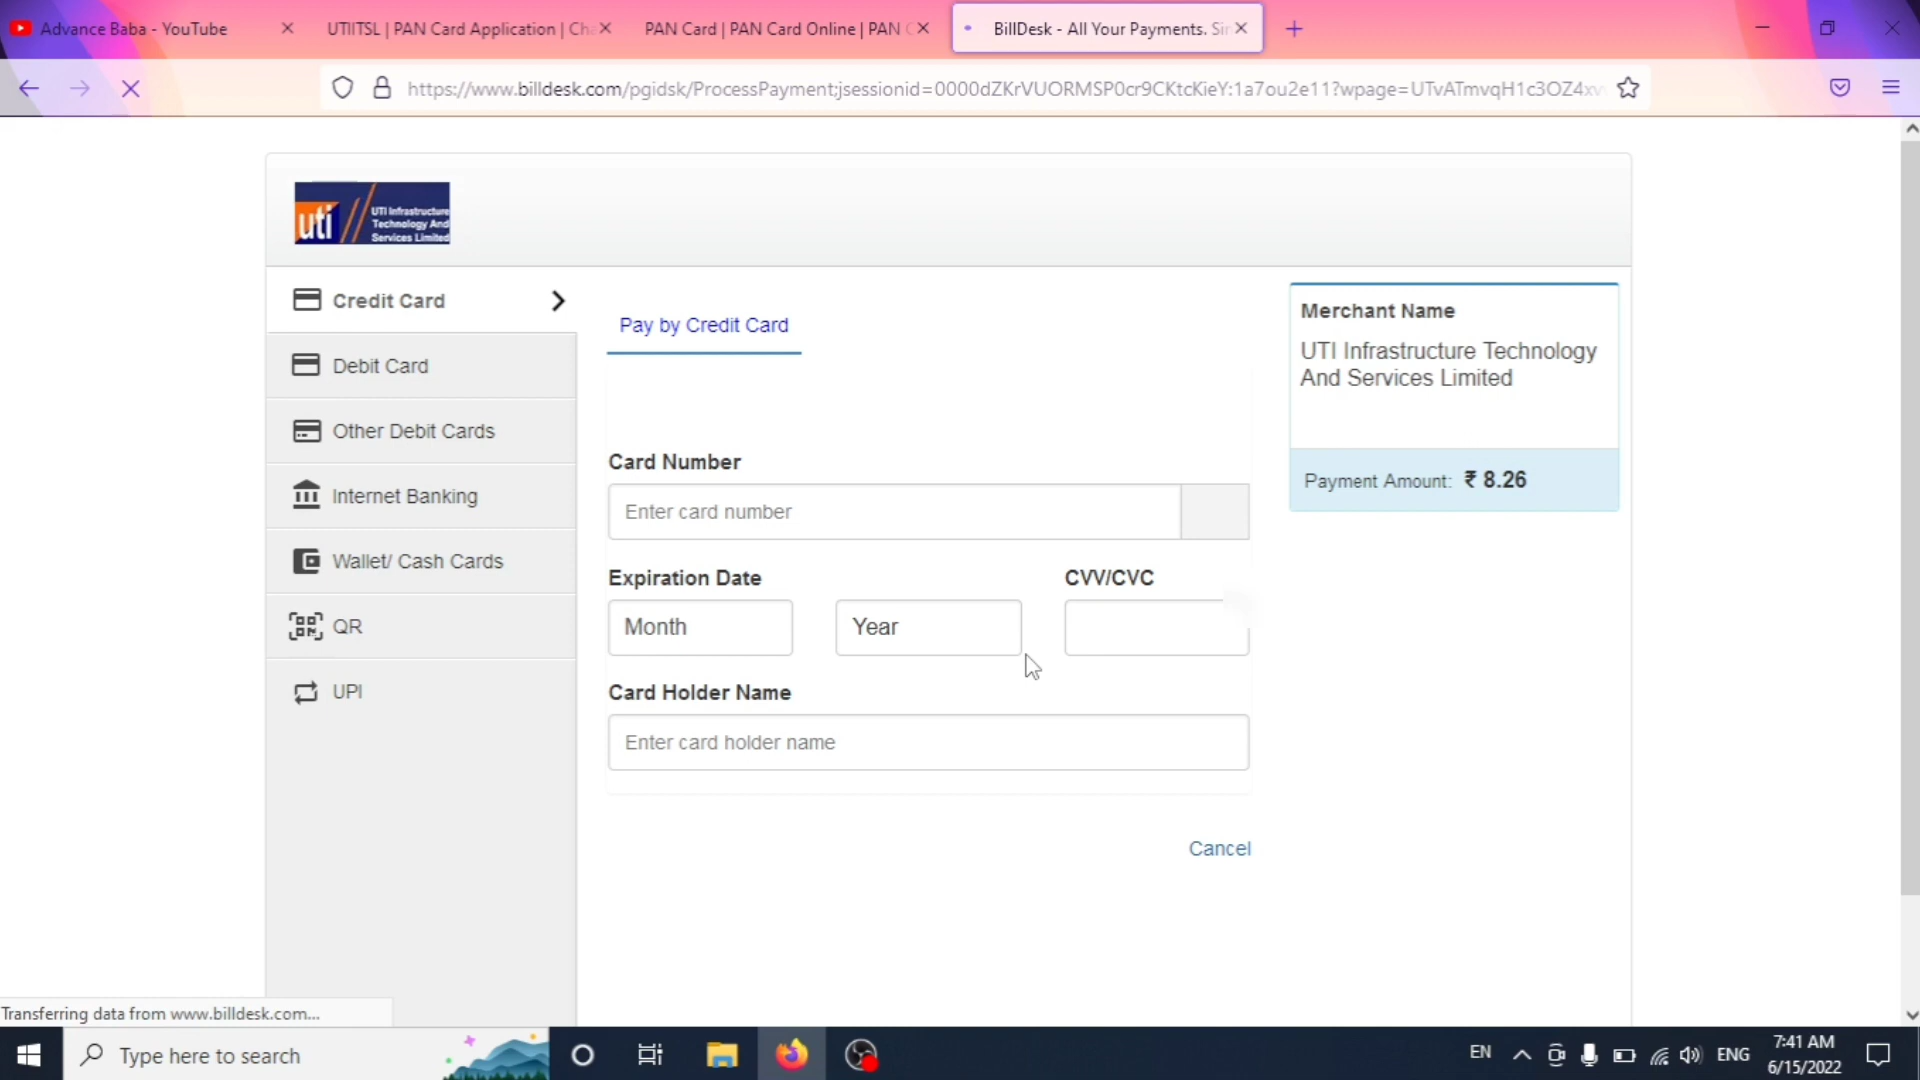 Advance Baba - YouTube
UTIITSL | PAN Card Application | Ch
PAN Card | PAN Card Online | PAN C
BillDesk - All Your Payments. Sin
https://www.billdesk.com/pgidsk/ProcessPayment;jsessionid=0000dZKrVUORMSP0cr9CKtcKieY:1a7ou2e11?wpage=UTvATmvqH1c3OZ4xv
uti
UTI Infrastructure
Technology And
Services Limited
Credit Card
Debit Card
Other Debit Cards
Internet Banking
Wallet/ Cash Cards
QR
UPI
Pay by Credit Card
Card Number
Enter card number
Expiration Date
CVV/CVC
Month
Year
Card Holder Name
Enter card holder name
Cancel
Merchant Name
UTI Infrastructure Technology
And Services Limited
Payment Amount: ₹ 8.26
Transferring data from www.billdesk.com...
Type here to search
EN
ENG
7:41 AM
6/15/2022